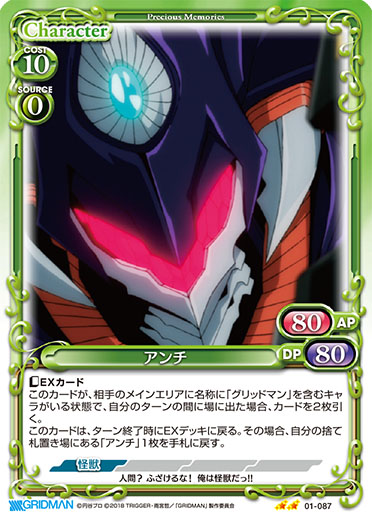 Precious Memories
Character
COST
10
SOURCE
0
80 AP
アンチ
DP 80
EXカード
このカードが、相手のメインエリアに名称に「グリッドマン」を含むキャ
ラがいる状態で、自分のターンの間に場に出た場合、カードを2枚引
く。
このカードは、ターン終了時にEXデッキに戻る。その場合、自分の捨て
札置き場にある「アンチ」1枚を手札に戻す。
怪獣
人間？ふざけるな！ 俺は怪獣だっ!!
GRIDMAN
©円谷プロ ©2018 TRIGGER・雨宮哲／「GRIDMAN」製作委員会
01-087